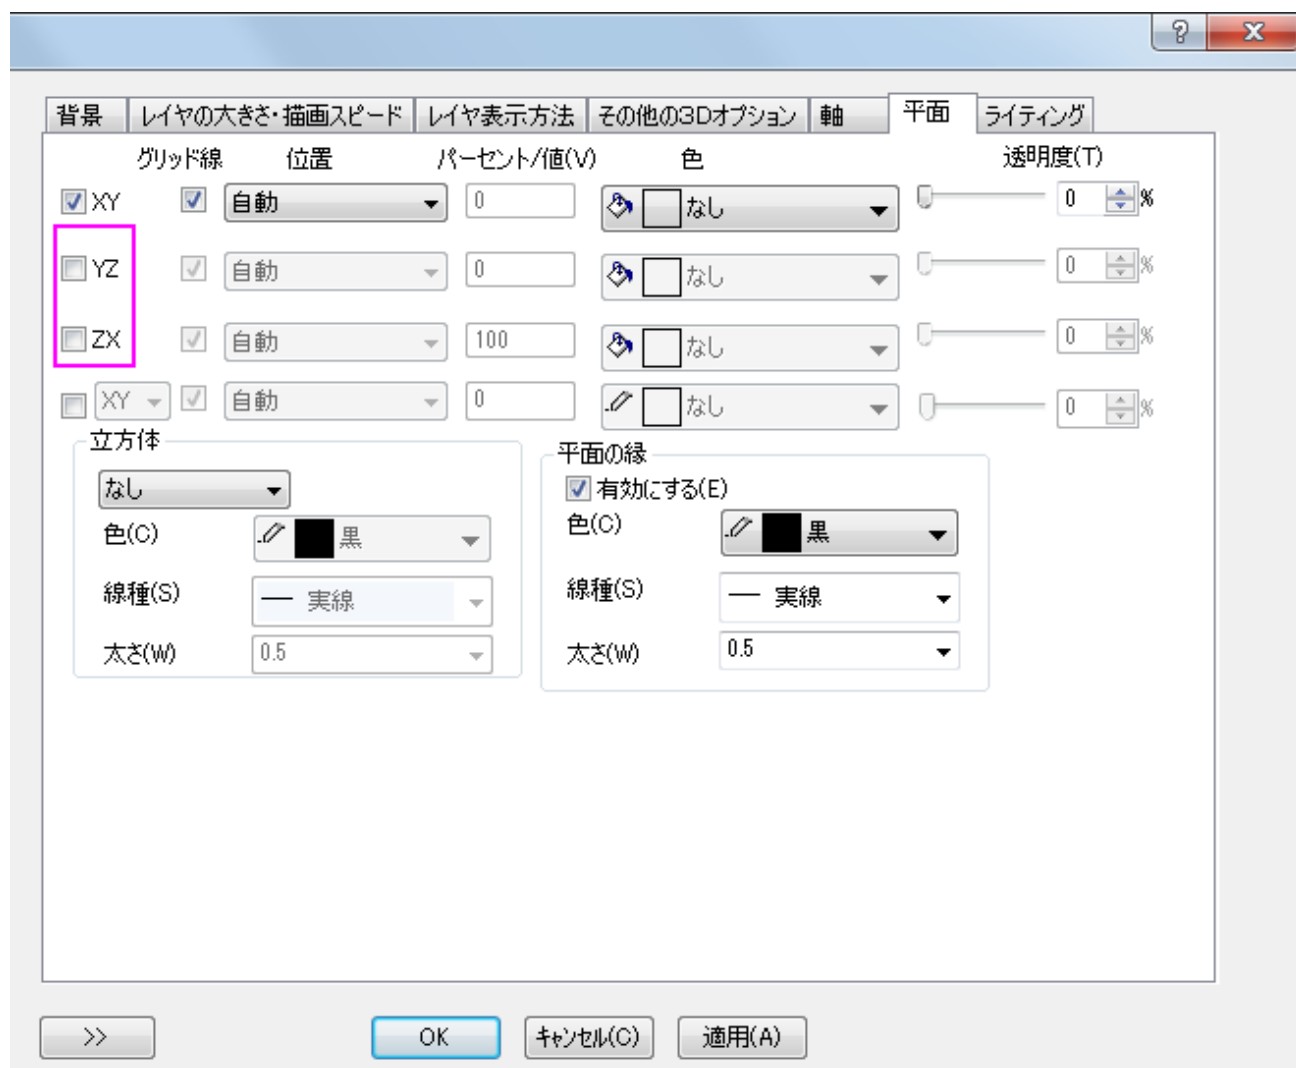 背景 レイヤの大きさ・描画スピード レイヤ表示方法 その他の3Dオプション 軸 平面 ライティング
グリッド線 位置 パーセント/値(V) 色 透明度(T)
XY 自動 0 なし 0 %
YZ 自動 0 なし 0 %
ZX 自動 100 なし 0 %
XY 自動 0 なし 0 %
立方体
なし
色(C) 黒
線種(S) 実線
太さ(W) 0.5
平面の縁
有効にする(E)
色(C) 黒
線種(S) 実線
太さ(W) 0.5
>> OK キャンセル(C) 適用(A)